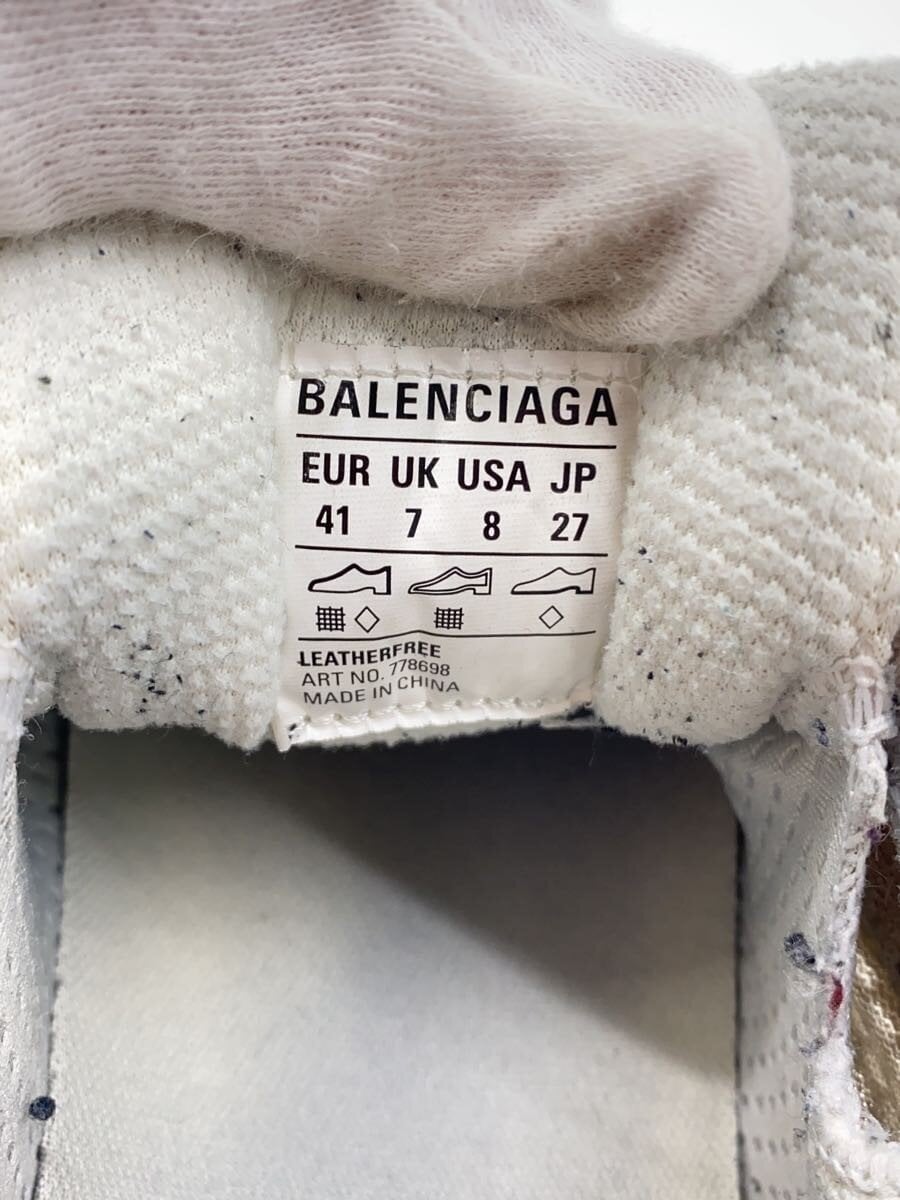 BALENCIAGA
EUR UK USA JP
41 7 8 27
LEATHERFREE
ART NO. 778698
MADE IN CHINA